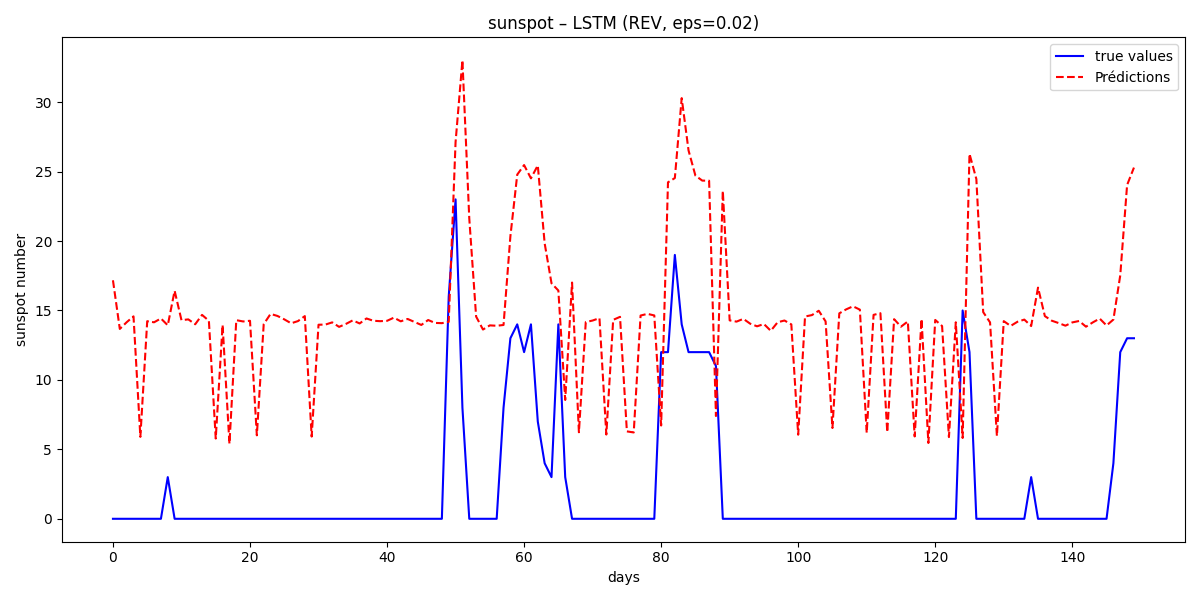 sunspot – LSTM (REV, eps=0.02)
true values
Prédictions
sunspot number
30
25
20
15
10
5
0
0 20 40 60 80 100 120 140
days